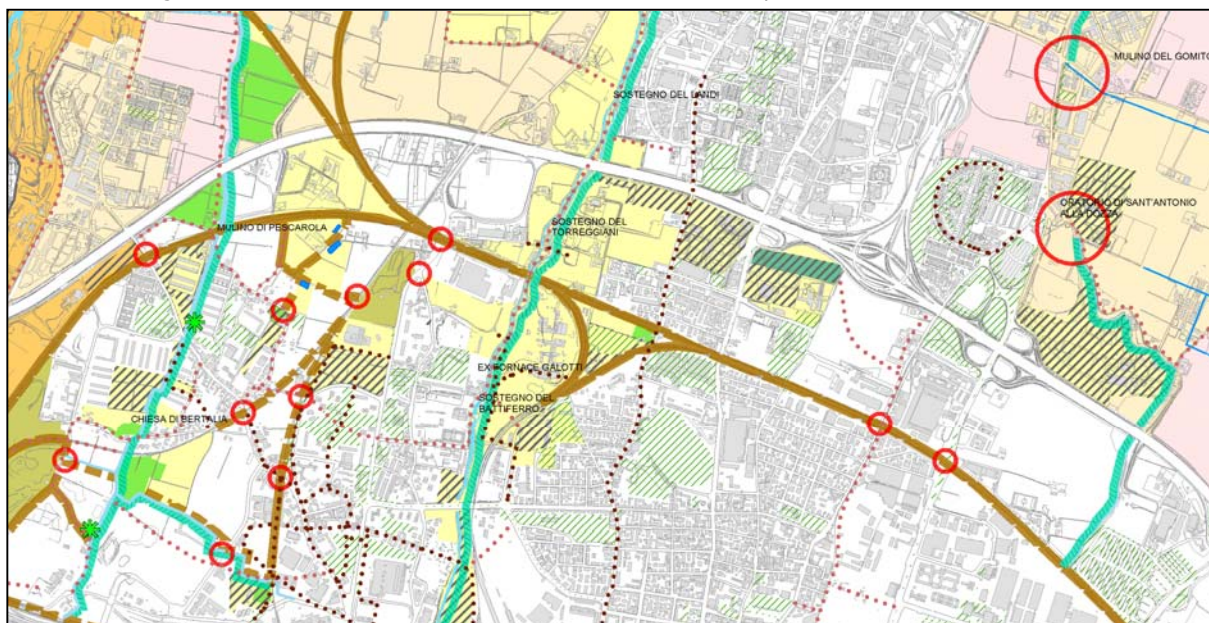 MULINO DEL GOMITO
SOSTEGNO DEL LANDI
ORATORIO DI SANT'ANTONIO
ALLA DOZZA
SOSTEGNO DEL
TORREGGIANI
MULINO DI PESCAROLA
EX FORNACE GALOTTI
SOSTEGNO DEL
BATTIFERRO
CHIESA DI BERTALIA